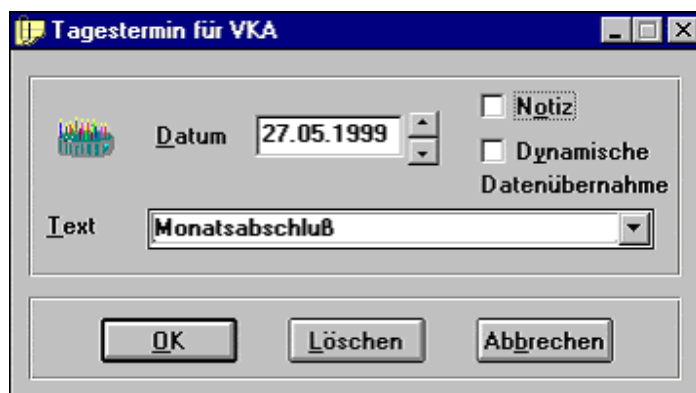 Tagestermin für VKA
Notiz
Datum 27.05.1999
Dynamische
Datenübernahme
Text Monatsabschluß
OK Löschen Abbrechen